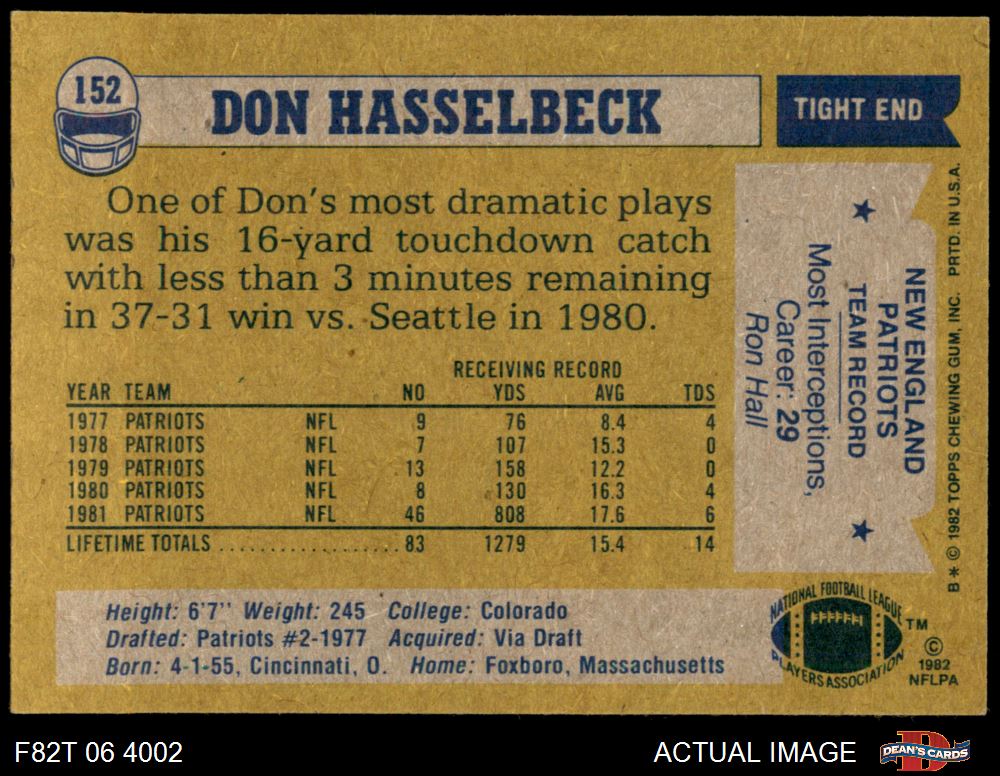 152
DON HASSELBECK
TIGHT END
One of Don's most dramatic plays
was his 16-yard touchdown catch
with less than 3 minutes remaining
in 37-31 win vs. Seattle in 1980.
RECEIVING RECORD
YEAR TEAM NO YDS AVG TDS
1977 PATRIOTS NFL 9 76 8.4 4
1978 PATRIOTS NFL 7 107 15.3 0
1979 PATRIOTS NFL 13 158 12.2 0
1980 PATRIOTS NFL 8 130 16.3 4
1981 PATRIOTS NFL 46 808 17.6 6
LIFETIME TOTALS .................. 83 1279 15.4 14
NEW ENGLAND
PATRIOTS
TEAM RECORD
Most Interceptions,
Career: 29
Ron Hall
B * © 1982 TOPPS CHEWING GUM, INC. PRTD. IN U.S.A.
Height: 6'7" Weight: 245 College: Colorado
Drafted: Patriots #2-1977 Acquired: Via Draft
Born: 4-1-55, Cincinnati, O. Home: Foxboro, Massachusetts
NATIONAL FOOTBALL LEAGUE
PLAYERS ASSOCIATION
TM
©
1982
NFLPA
F82T 06 4002
ACTUAL IMAGE
D
DEAN'S CARDS